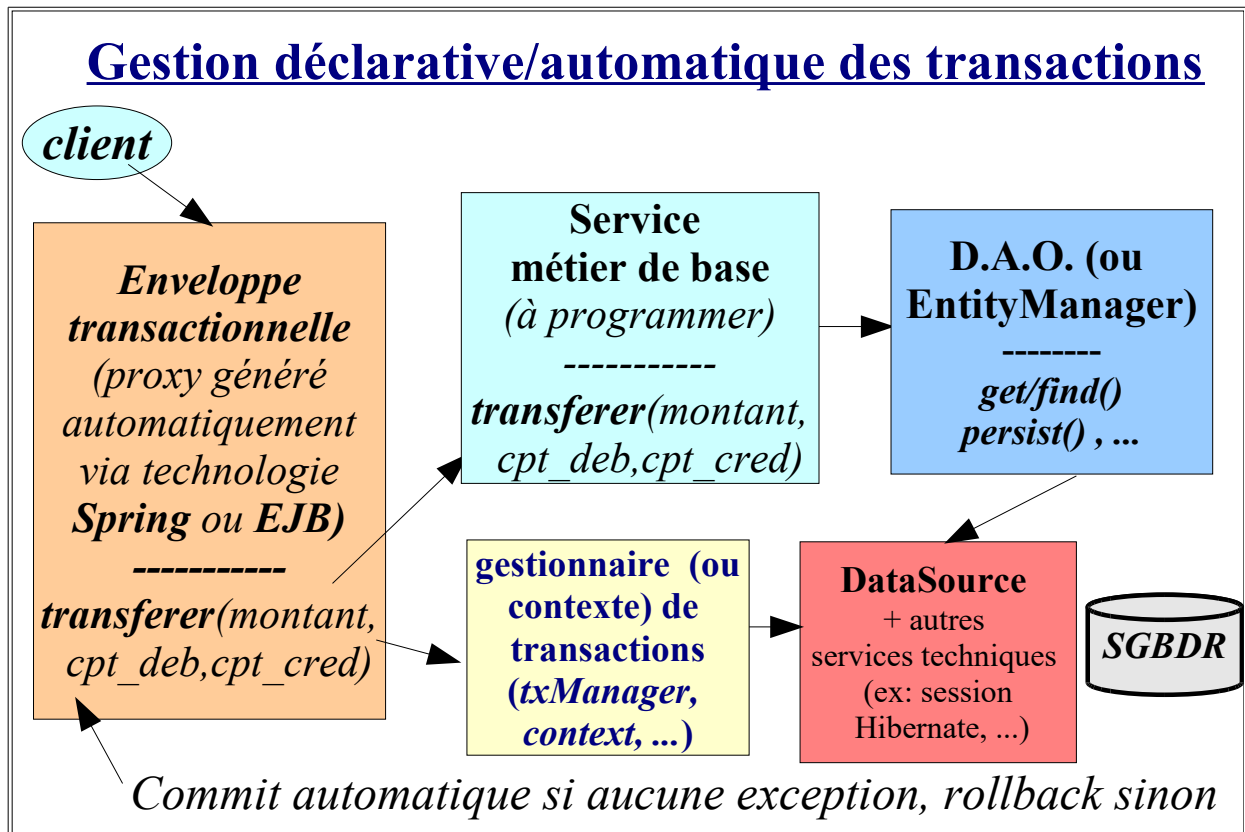 Gestion déclarative/automatique des transactions
client
Enveloppe
transactionnelle
(proxy généré
automatiquement
via technologie
Spring ou EJB)
-----------
transferer(montant,
cpt_deb,cpt_cred)
Service
métier de base
(à programmer)
-----------
transferer(montant,
cpt_deb,cpt_cred)
D.A.O. (ou
EntityManager)
--------
get/find()
persist() , ...
gestionnaire (ou
contexte) de
transactions
(txManager,
context, ...)
DataSource
+ autres
services techniques
(ex: session
Hibernate, ...)
SGBDR
Commit automatique si aucune exception, rollback sinon